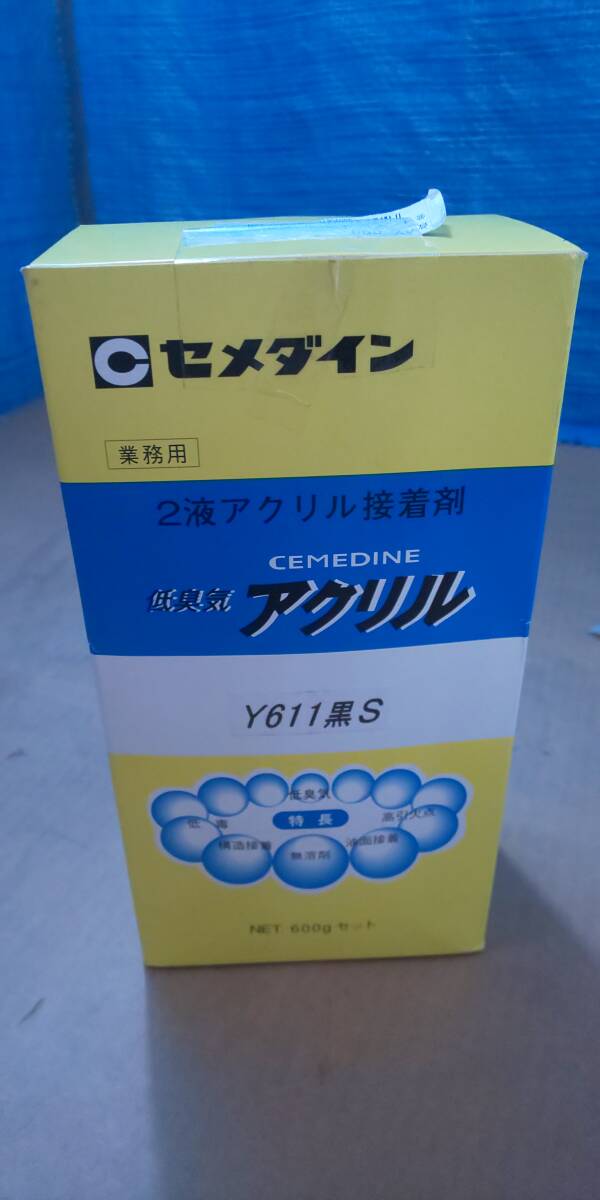 セメダイン
業務用
2液アクリル接着剤
CEMEDINE
低臭気 アクリル
Y611黒S
低臭気
低毒 特長 高引火点
構造接着 無溶剤 油面接着
NET. 600g セット